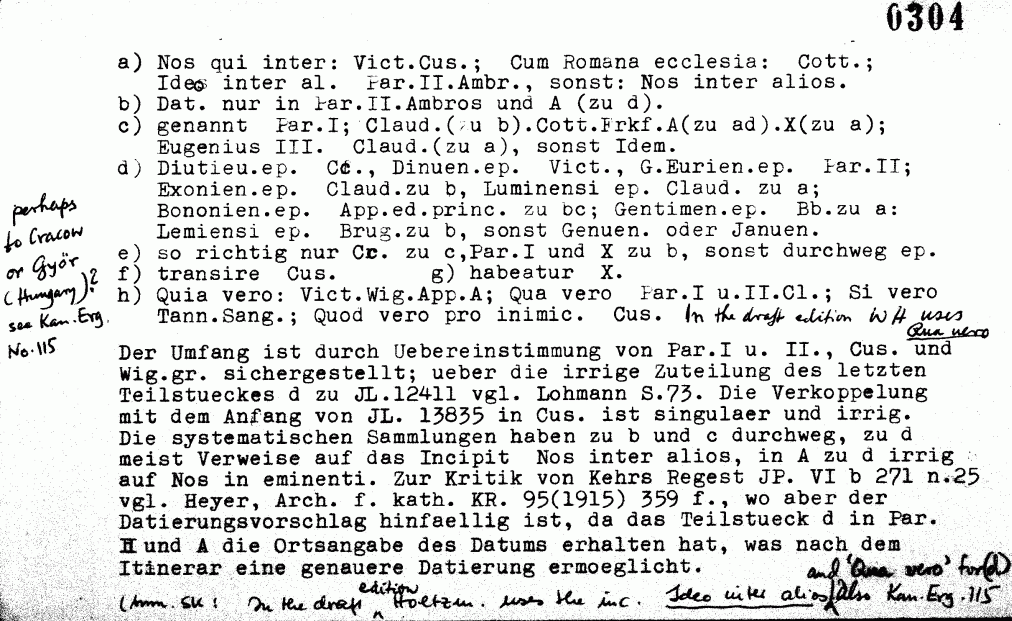 0304
a) Nos qui inter: Vict.Cus.; Cum Romana ecclesia: Cott.;
Ideo inter al. Par.II.Ambr., sonst: Nos inter alios.
b) Dat. nur in Par.II.Ambros und A (zu d).
c) genannt Par.I; Claud.(zu b).Cott.Frkf.A(zu ad).X(zu a);
Eugenius III. Claud.(zu a), sonst Idem.
d) Diutieu.ep. Cc., Dinuen.ep. Vict., G.Eurien.ep. Par.II;
Exonien.ep. Claud.zu b, Luminensi ep. Claud. zu a;
Bononien.ep. App.ed.princ. zu bc; Gentimen.ep. Bb.zu a:
Lemiensi ep. Brug.zu b, sonst Genuen. oder Januen.
e) so richtig nur Cc. zu c,Par.I und X zu b, sonst durchweg ep.
f) transire Cus. g) habeatur X.
h) Quia vero: Vict.Wig.App.A; Qua vero Par.I u.II.Cl.; Si vero
Tann.Sang.; Quod vero pro inimic. Cus. In the draft edition WH uses
Qua vero
perhaps
to Cracow
or Györ
(Hungary)?
see Kan.Erg.
No.115
Der Umfang ist durch Uebereinstimmung von Par.I u. II., Cus. und
Wig.gr. sichergestellt; ueber die irrige Zuteilung des letzten
Teilstueckes d zu JL.12411 vgl. Lohmann S.73. Die Verkoppelung
mit dem Anfang von JL. 13835 in Cus. ist singulaer und irrig.
Die systematischen Sammlungen haben zu b und c durchweg, zu d
meist Verweise auf das Incipit Nos inter alios, in A zu d irrig
auf Nos in eminenti. Zur Kritik von Kehrs Regest JP. VI b 271 n.25
vgl. Heyer, Arch. f. kath. KR. 95(1915) 359 f., wo aber der
Datierungsvorschlag hinfaellig ist, da das Teilstueck d in Par.
II und A die Ortsangabe des Datums erhalten hat, was nach dem
Itinerar eine genauere Datierung ermoeglicht.
and 'Qua vero' for (d)
(Anm. SK: In the draft edition Holtzm. uses the inc. Ideo inter alios) Also Kan.Erg.115